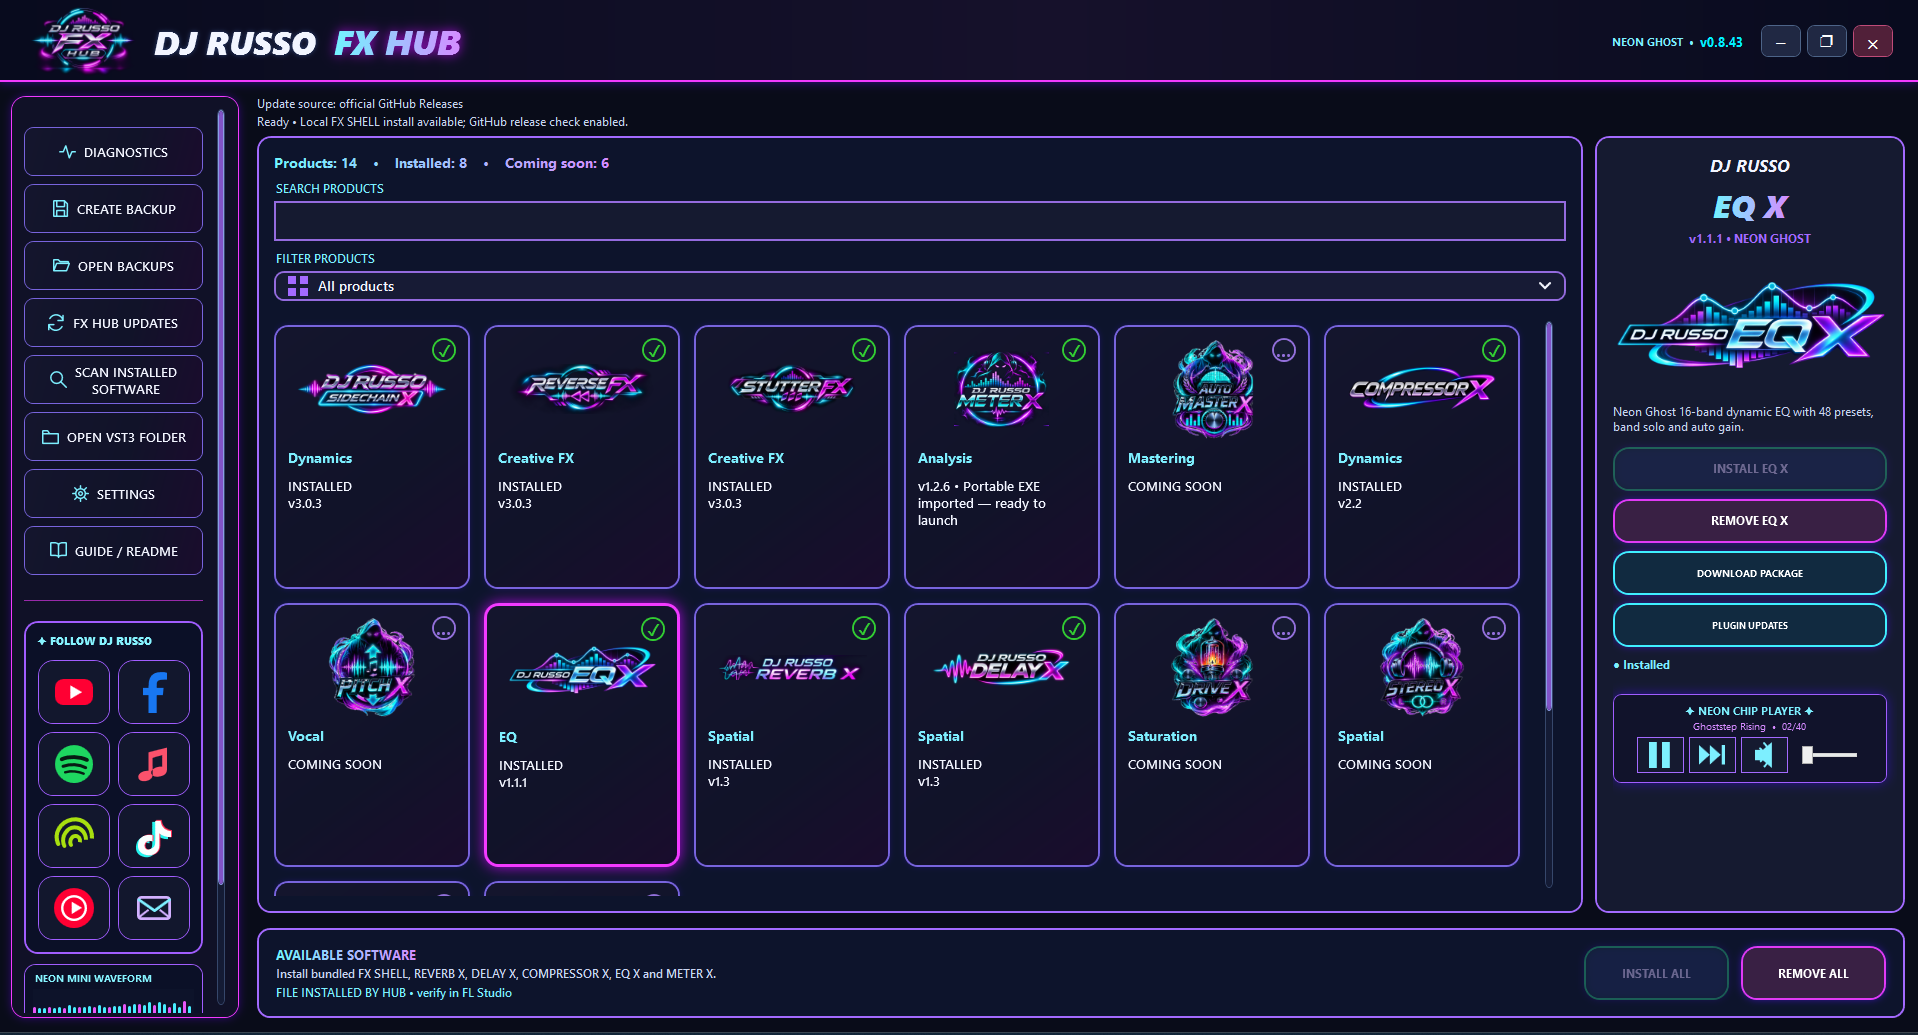 DJ RUSSO
FX
HUB
DJ RUSSO FX HUB
NEON GHOST • v0.8.43
DIAGNOSTICS
CREATE BACKUP
OPEN BACKUPS
FX HUB UPDATES
SCAN INSTALLED
SOFTWARE
OPEN VST3 FOLDER
SETTINGS
GUIDE / README
✦ FOLLOW DJ RUSSO
NEON MINI WAVEFORM
Update source: official GitHub Releases
Ready • Local FX SHELL install available; GitHub release check enabled.
Products: 14 • Installed: 8 • Coming soon: 6
SEARCH PRODUCTS
FILTER PRODUCTS
All products
DJ RUSSO
SIDECHAIN X
Dynamics
INSTALLED
v3.0.3
REVERSE FX
Creative FX
INSTALLED
v3.0.3
STUTTER FX
Creative FX
INSTALLED
v3.0.3
DJ RUSSO
METER X
Analysis
v1.2.6 • Portable EXE
imported — ready to
launch
AUTO
MASTER X
Mastering
COMING SOON
COMPRESSOR X
Dynamics
INSTALLED
v2.2
PITCH X
Vocal
COMING SOON
DJ RUSSO EQ X
EQ
INSTALLED
v1.1.1
DJ RUSSO
REVERB X
Spatial
INSTALLED
v1.3
DJ RUSSO
DELAY X
Spatial
INSTALLED
v1.3
DRIVE X
Saturation
COMING SOON
STEREO X
Spatial
COMING SOON
DJ RUSSO
EQ X
v1.1.1 • NEON GHOST
DJ RUSSO EQ X
Neon Ghost 16-band dynamic EQ with 48 presets,
band solo and auto gain.
INSTALL EQ X
REMOVE EQ X
DOWNLOAD PACKAGE
PLUGIN UPDATES
• Installed
✦ NEON CHIP PLAYER ✦
Ghoststep Rising • 02/40
AVAILABLE SOFTWARE
Install bundled FX SHELL, REVERB X, DELAY X, COMPRESSOR X, EQ X and METER X.
FILE INSTALLED BY HUB • verify in FL Studio
INSTALL ALL
REMOVE ALL